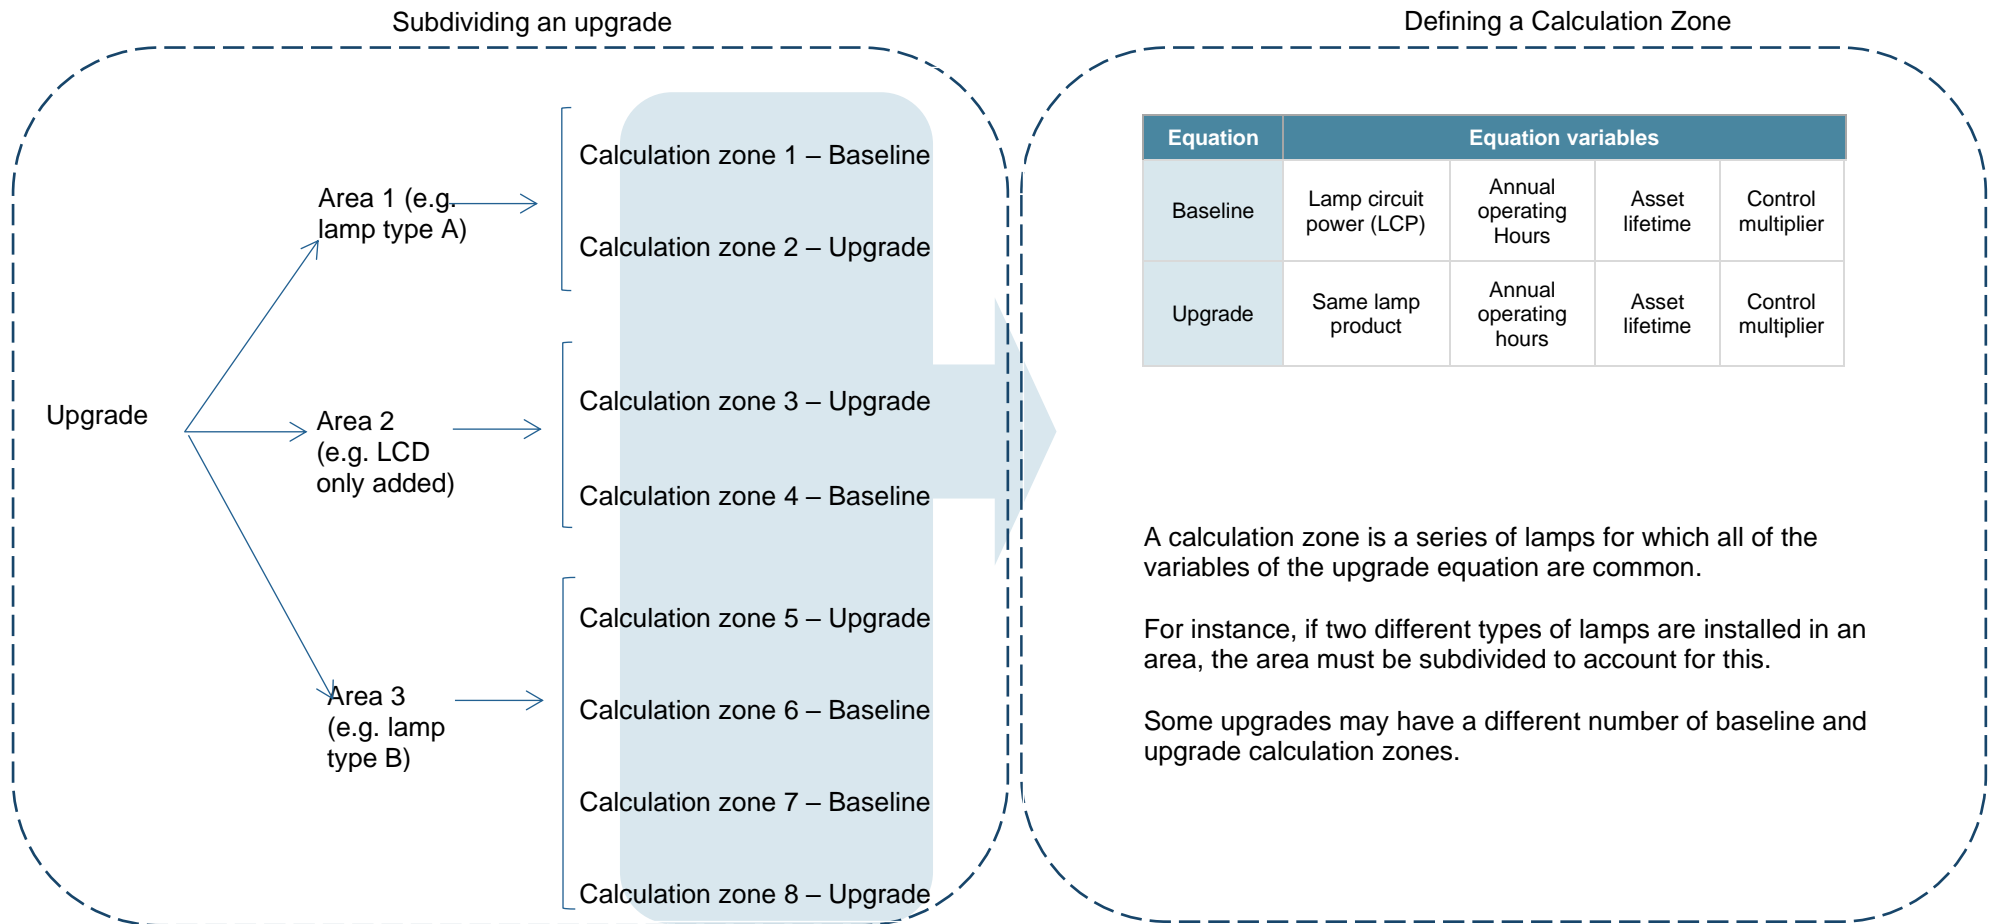 Subdividing an upgrade
Upgrade
Area 1 (e.g.
lamp type A)
Area 2
(e.g. LCD
only added)
Area 3
(e.g. lamp
type B)
Calculation zone 1 – Baseline
Calculation zone 2 – Upgrade
Calculation zone 3 – Upgrade
Calculation zone 4 – Baseline
Calculation zone 5 – Upgrade
Calculation zone 6 – Baseline
Calculation zone 7 – Baseline
Calculation zone 8 – Upgrade
Defining a Calculation Zone
Equation
Equation variables
Baseline
Lamp circuit
power (LCP)
Annual
operating
Hours
Asset
lifetime
Control
multiplier
Upgrade
Same lamp
product
Annual
operating
hours
Asset
lifetime
Control
multiplier
A calculation zone is a series of lamps for which all of the
variables of the upgrade equation are common.
For instance, if two different types of lamps are installed in an
area, the area must be subdivided to account for this.
Some upgrades may have a different number of baseline and
upgrade calculation zones.